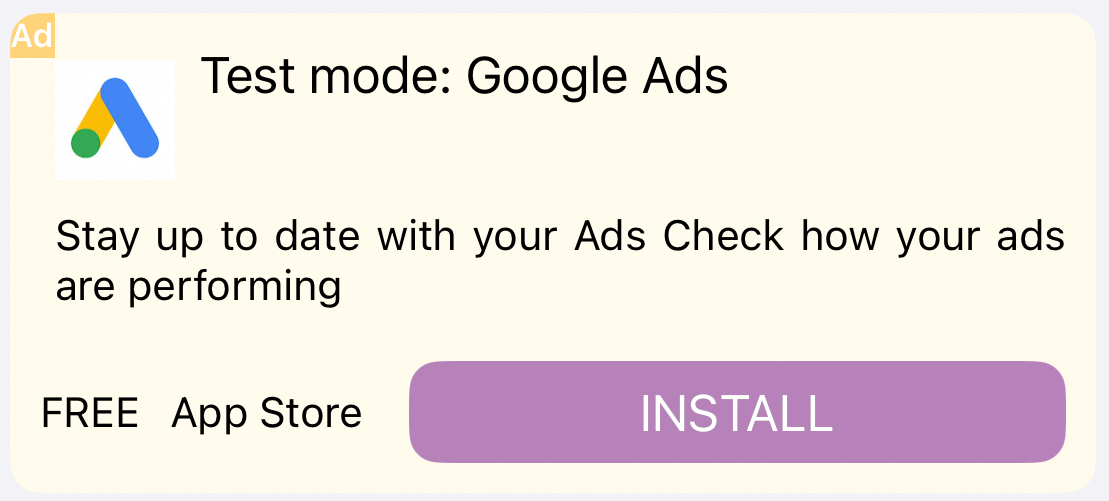 Ad
Test mode: Google Ads
Stay up to date with your Ads Check how your ads
are performing
FREE App Store INSTALL